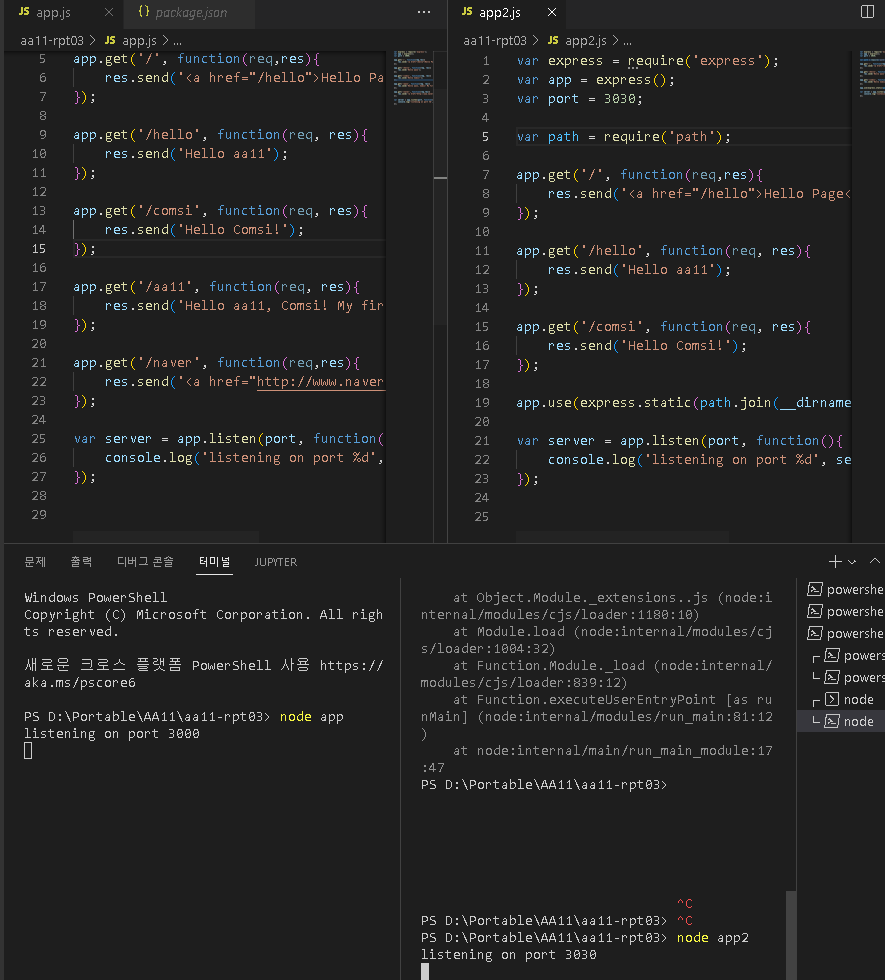 JS app.js
{} package.json
aa11-rpt03 > JS app.js > ...
5 app.get('/', function(req,res){
6 res.send('<a href="/hello">Hello Pa
7 });
8
9 app.get('/hello', function(req, res){
10 res.send('Hello aa11');
11 });
12
13 app.get('/comsi', function(req, res){
14 res.send('Hello Comsi!');
15 });
16
17 app.get('/aa11', function(req, res){
18 res.send('Hello aa11, Comsi! My fir
19 });
20
21 app.get('/naver', function(req,res){
22 res.send('<a href="http://www.naver
23 });
24
25 var server = app.listen(port, function(
26 console.log('listening on port %d',
27 });
28
29
JS app2.js
aa11-rpt03 > JS app2.js > ...
1 var express = require('express');
2 var app = express();
3 var port = 3030;
4
5 var path = require('path');
6
7 app.get('/', function(req,res){
8 res.send('<a href="/hello">Hello Page<
9 });
10
11 app.get('/hello', function(req, res){
12 res.send('Hello aa11');
13 });
14
15 app.get('/comsi', function(req, res){
16 res.send('Hello Comsi!');
17 });
18
19 app.use(express.static(path.join(__dirname
20
21 var server = app.listen(port, function(){
22 console.log('listening on port %d', se
23 });
24
25
문제 출력 디버그 콘솔 터미널 JUPYTER
Windows PowerShell
Copyright (C) Microsoft Corporation. All righ
ts reserved.
새로운 크로스 플랫폼 PowerShell 사용 https://
aka.ms/pscore6
PS D:\Portable\AA11\aa11-rpt03> node app
listening on port 3000
at Object.Module._extensions..js (node:i
nternal/modules/cjs/loader:1180:10)
at Module.load (node:internal/modules/cj
s/loader:1004:32)
at Function.Module._load (node:internal/
modules/cjs/loader:839:12)
at Function.executeUserEntryPoint [as ru
nMain] (node:internal/modules/run_main:81:12
)
at node:internal/main/run_main_module:17
:47
PS D:\Portable\AA11\aa11-rpt03>
^C
PS D:\Portable\AA11\aa11-rpt03> ^C
PS D:\Portable\AA11\aa11-rpt03> node app2
listening on port 3030
powershe
powershe
powershe
powers
powers
node
node